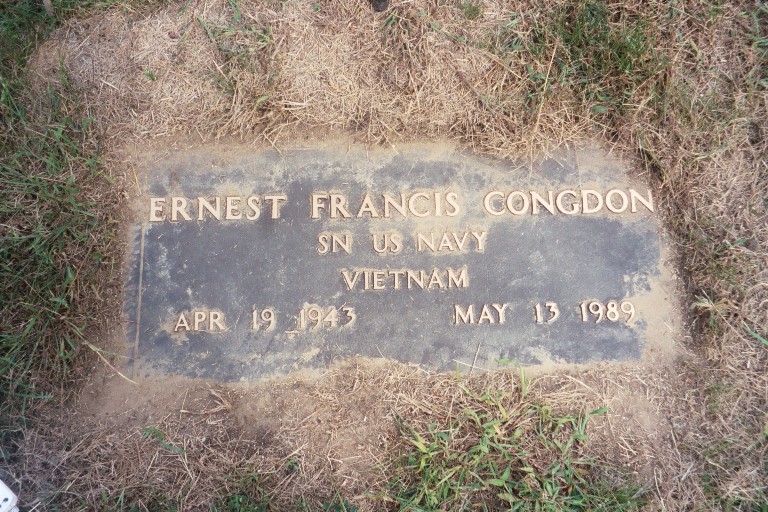 ERNEST FRANCIS CONGDON
SN US NAVY
VIETNAM
APR 19 1943 MAY 13 1989